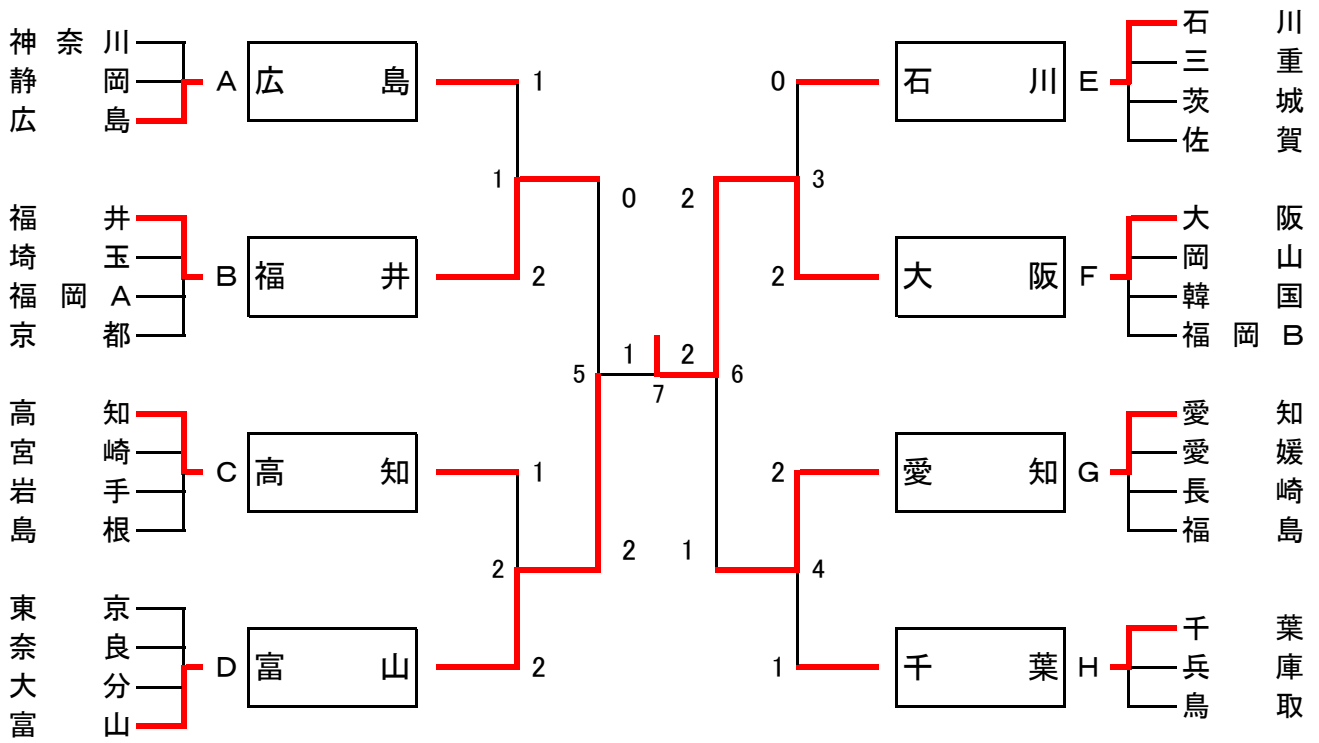 神奈川
静岡
広島
A
広島
1
福井
埼玉
福岡A
京都
B
福井
2
1
高知
宮崎
岩手
島根
C
高知
1
東京
奈良
大分
富山
D
富山
2
2
0
2
5
1
7
2
6
2
1
0
石川
E
石川
三重
茨城
佐賀
3
2
大阪
F
大阪
岡山
韓国
福岡B
2
愛知
G
愛知
愛媛
長崎
福島
4
1
千葉
H
千葉
兵庫
鳥取